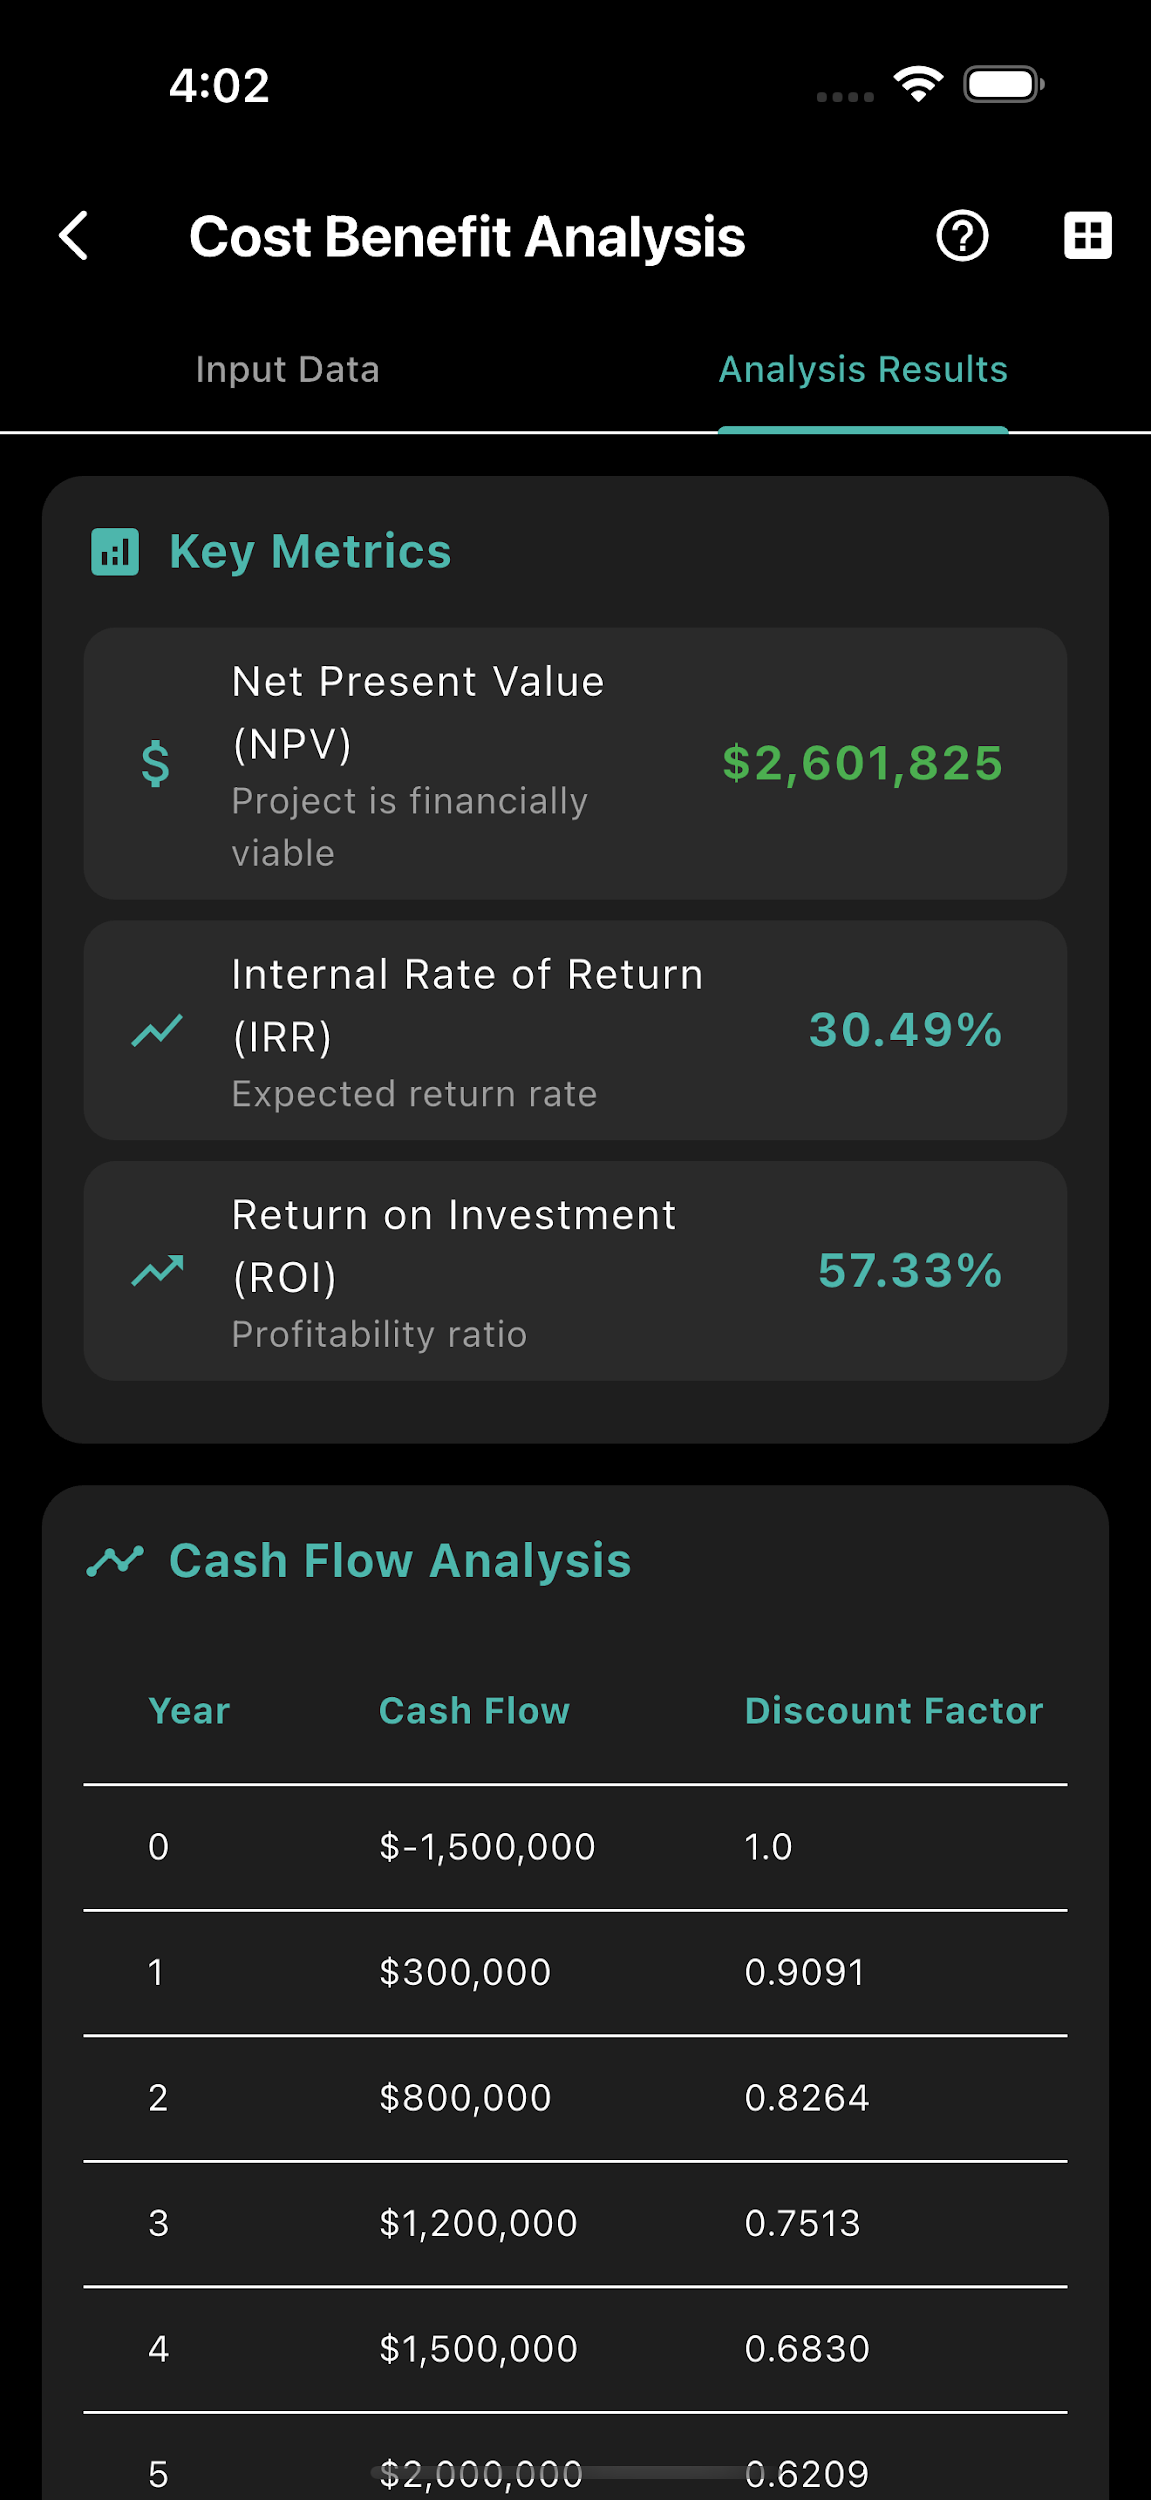 4:02
Cost Benefit Analysis
Input Data
Analysis Results
Key Metrics
Net Present Value
(NPV)
Project is financially
viable
$2,601,825
Internal Rate of Return
(IRR)
Expected return rate
30.49%
Return on Investment
(ROI)
Profitability ratio
57.33%
Cash Flow Analysis
Year Cash Flow Discount Factor
0 $-1,500,000 1.0
1 $300,000 0.9091
2 $800,000 0.8264
3 $1,200,000 0.7513
4 $1,500,000 0.6830
5 $2,000,000 0.6209